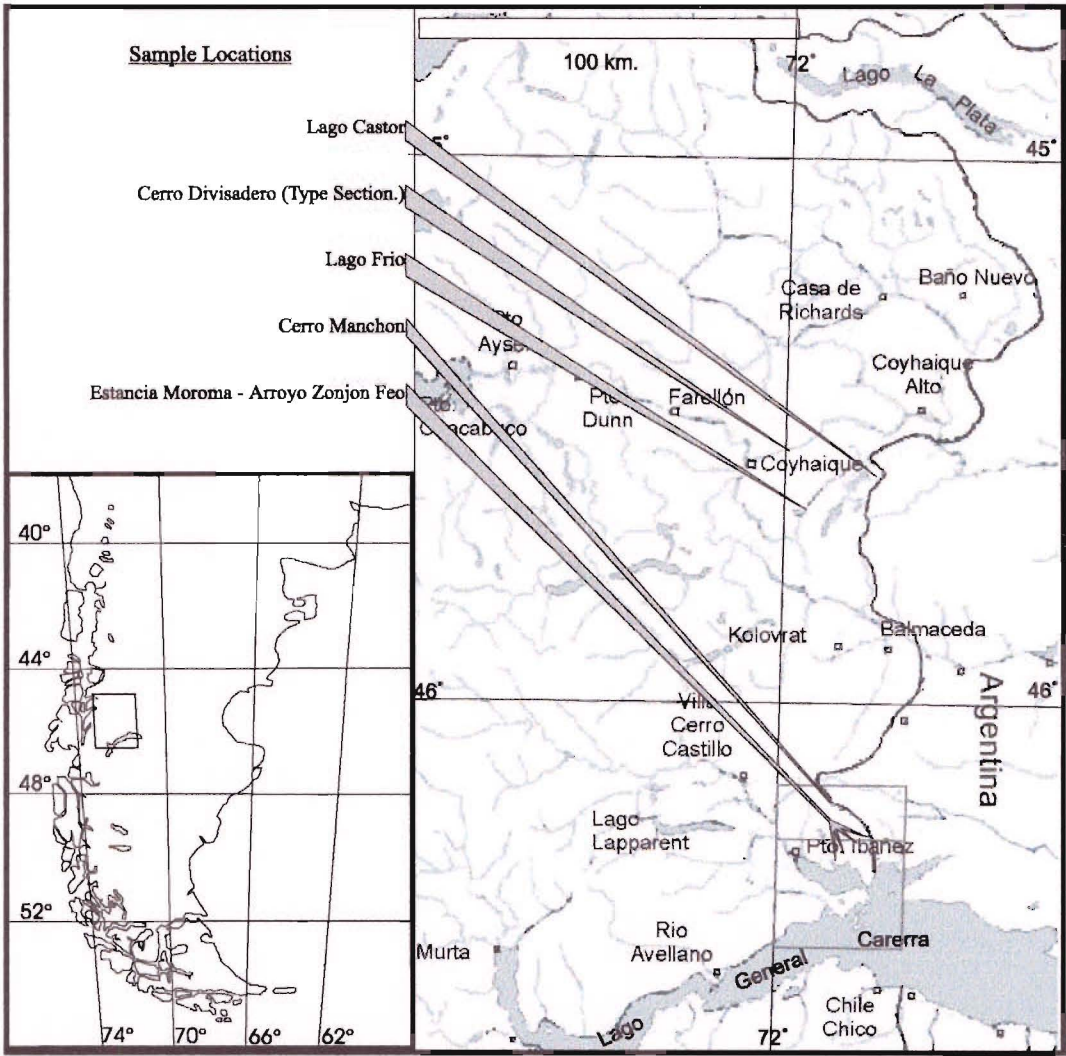 Sample Locations
Lago Castor
Cerro Divisadero (Type Section.)
Lago Frio
Cerro Manchon
Estancia Moroma - Arroyo Zonjon Feo
100 km.
72°
Lago La Plata
45°
Baño Nuevo
Casa de
Richards
Coyhaique
Alto
Farellón
Pto.
Dunn
Coyhaique
Kolovrat
Balmaceda
46°
46°
Villa
Cerro
Castillo
Argentina
Lago
Lapparent
Pto. Ibanez
Murta
Rio
Avellano
Lago General Carerra
Chile
Chico
72°
40°
44°
48°
52°
74°
70°
66°
62°